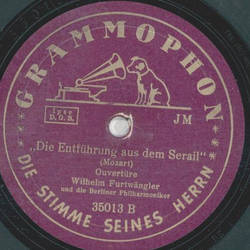 GRAMMOPHON
JM
D.G.S.
„Die Entführung aus dem Serail"
(Mozart)
Ouvertüre
Wilhelm Furtwängler
und die Berliner Philharmoniker
35013 B
DIE STIMME SEINES HERRN